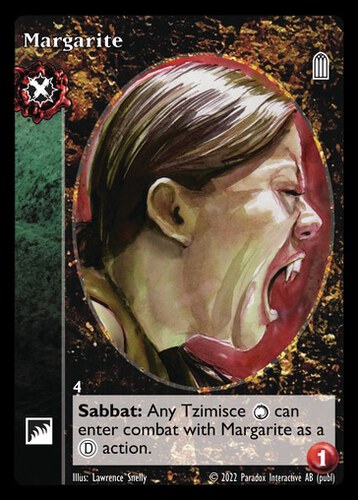 Margarite
4
Sabbat: Any Tzimisce can
enter combat with Margarite as a
D action.
1
Illus: Lawrence Snelly © 2022 Paradox Interactive AB (publ)